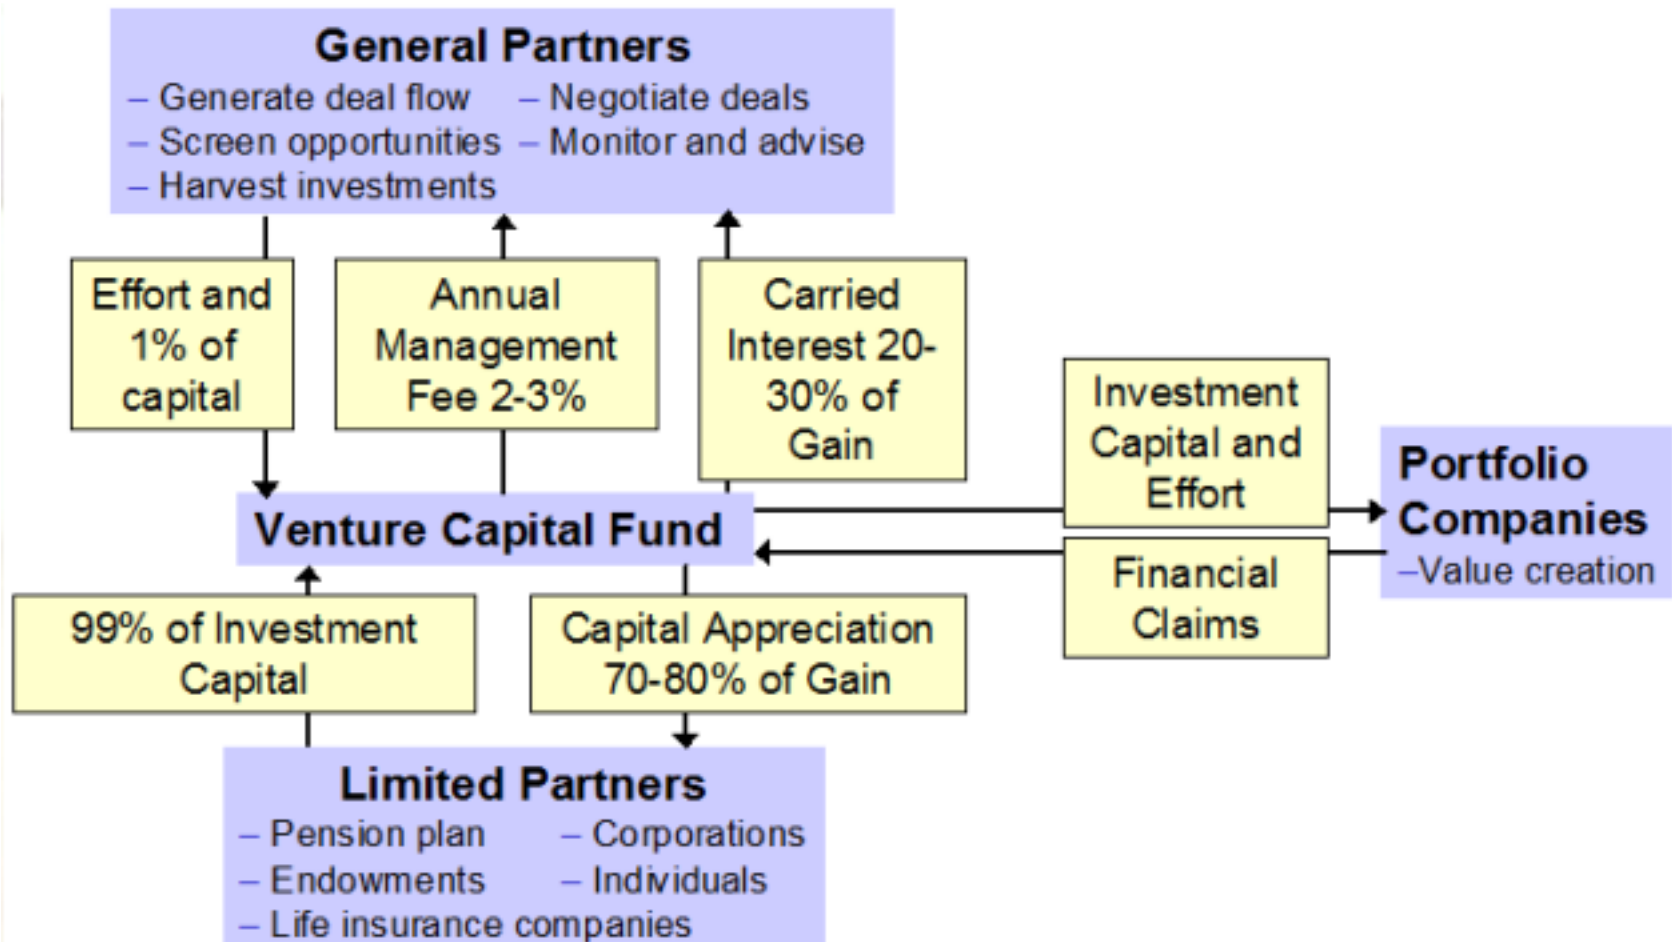 General Partners
– Generate deal flow – Negotiate deals
– Screen opportunities – Monitor and advise
– Harvest investments
Effort and
1% of
capital
Annual
Management
Fee 2-3%
Carried
Interest 20-
30% of
Gain
Investment
Capital and
Effort
Portfolio
Companies
–Value creation
Venture Capital Fund
Financial
Claims
99% of Investment
Capital
Capital Appreciation
70-80% of Gain
Limited Partners
– Pension plan – Corporations
– Endowments – Individuals
– Life insurance companies